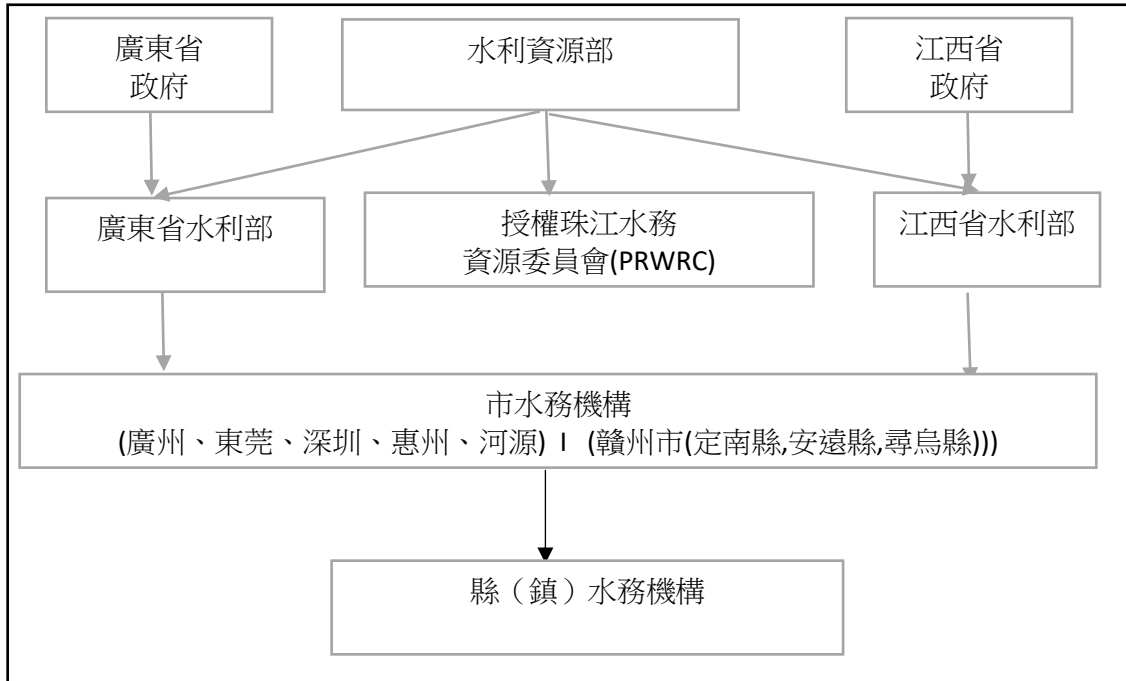 廣東省
政府
水利資源部
江西省
政府
廣東省水利部
授權珠江水務
資源委員會(PRWRC)
江西省水利部
市水務機構
(廣州、東莞、深圳、惠州、河源) I (贛州市(定南縣,安遠縣,尋烏縣)))
縣（鎮）水務機構